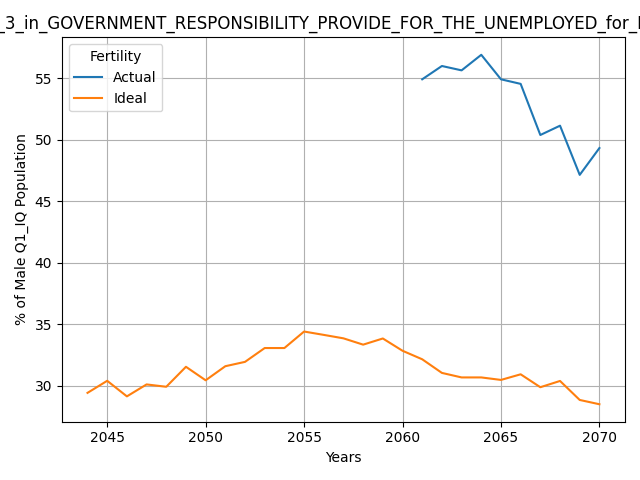 _3_in_GOVERNMENT_RESPONSIBILITY_PROVIDE_FOR_THE_UNEMPLOYED_for_
Fertility
Actual
Ideal
% of Male Q1_IQ Population
55
50
45
40
35
30
2045 2050 2055 2060 2065 2070
Years